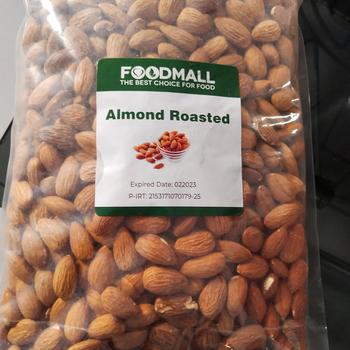 FOODMALL
THE BEST CHOICE FOR FOOD
Almond Roasted
Expired Date: 022023
P-IRT: 2153171070179-25